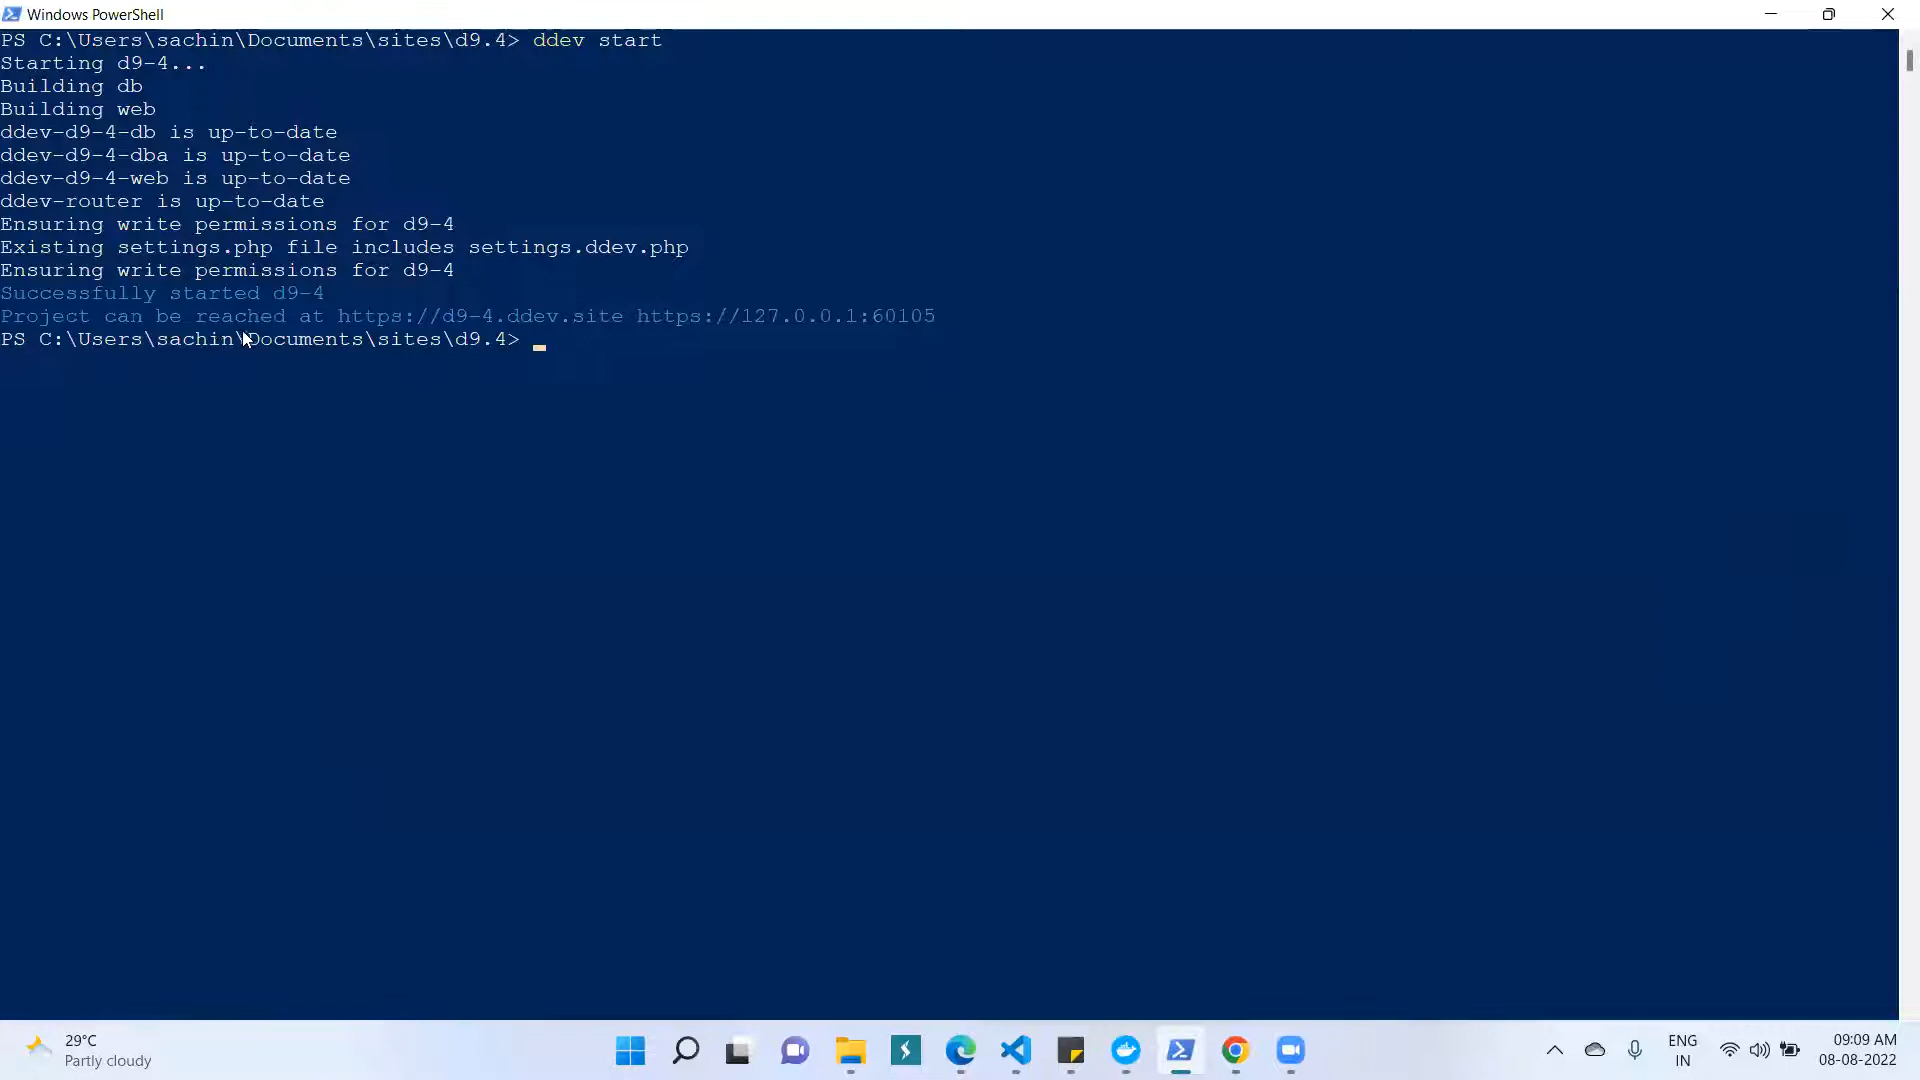 Windows PowerShell
PS C:\Users\sachin\Documents\sites\d9.4> ddev start
Starting d9-4...
Building db
Building web
ddev-d9-4-db is up-to-date
ddev-d9-4-dba is up-to-date
ddev-d9-4-web is up-to-date
ddev-router is up-to-date
Ensuring write permissions for d9-4
Existing settings.php file includes settings.ddev.php
Ensuring write permissions for d9-4
Successfully started d9-4
Project can be reached at https://d9-4.ddev.site https://127.0.0.1:60105
PS C:\Users\sachin\Documents\sites\d9.4>
29°C
Partly cloudy
ENG
IN
09:09 AM
08-08-2022